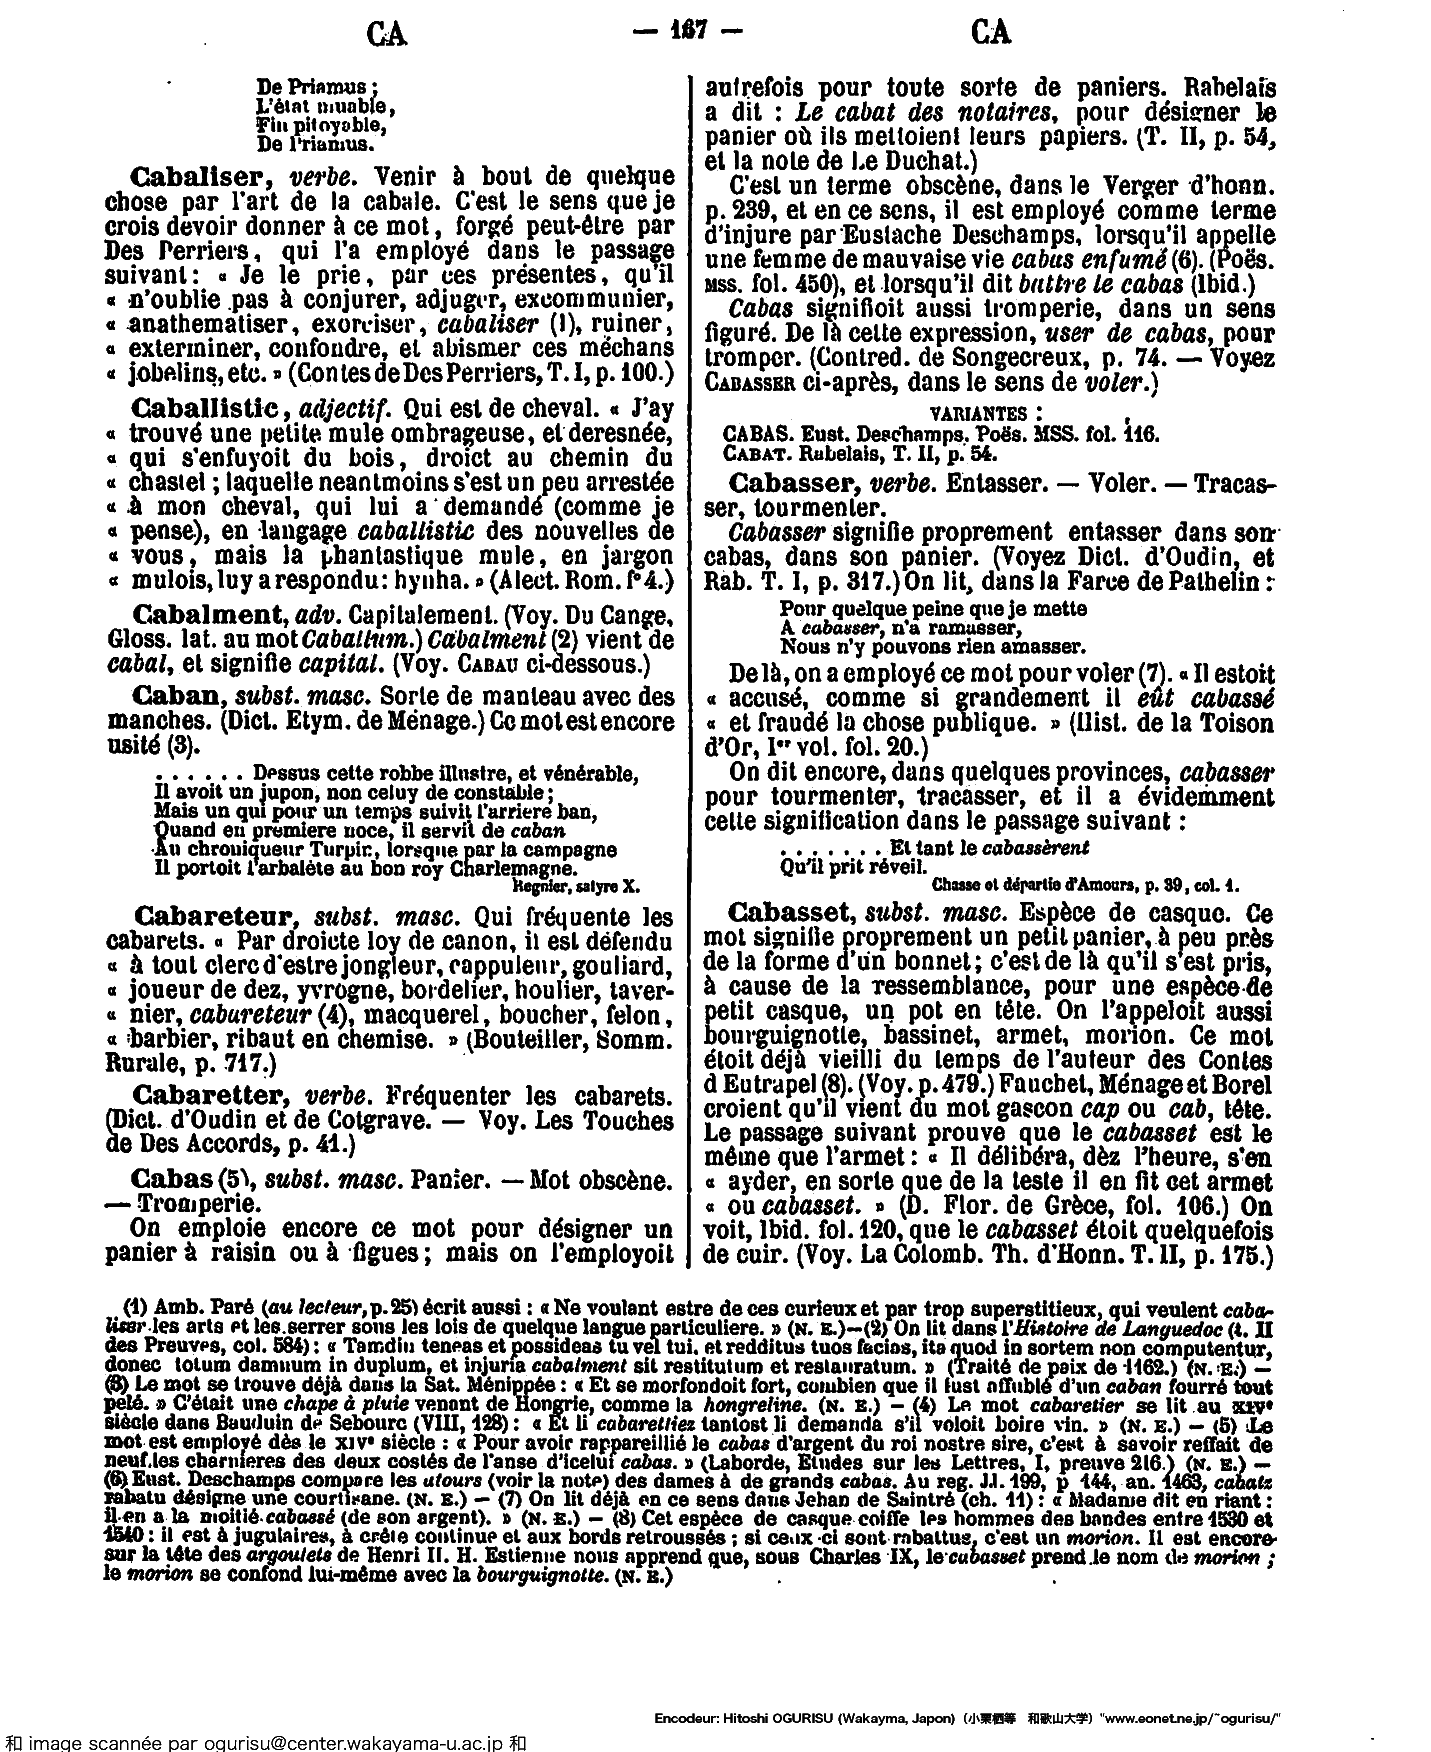 CA
— 167 —
CA
De Priamus ;
L'état muable,
Fin pitoyable,
De Priamus.
Cabaliser, verbe. Venir à bout de quelque
chose par l'art de la cabale. C'est le sens que je
crois devoir donner à ce mot, forgé peut-être par
Des Perriers, qui l'a employé dans le passage
suivant : « Je le prie, par ces présentes, qu'il
« n'oublie pas à conjurer, adjuger, excommunier,
« anathematiser, exorciser, cabaliser (1), ruiner,
« exterminer, confondre, et abismer ces méchans
« jobelins, etc. » (Contes de Des Perriers, T. I, p. 100.)
Caballistic, adjectif. Qui est de cheval. « J'ay
« trouvé une petite mule ombrageuse, et deresnée,
« qui s'enfuyoit du bois, droict au chemin du
« chastel ; laquelle neantmoins s'est un peu arrestée
« à mon cheval, qui lui a demandé (comme je
« pense), en langage caballistic des nouvelles de
« vous, mais la phantastique mule, en jargon
« mulois, luy a respondu : hynha. » (Alect. Rom. f° 4.)
Cabalment, adv. Capitalement. (Voy. Du Cange,
Gloss. lat. au mot Caballum.) Cabalment (2) vient de
cabal, et signifie capital. (Voy. CABAU ci-dessous.)
Caban, subst. masc. Sorte de manteau avec des
manches. (Dict. Etym. de Ménage.) Ce mot est encore
usité (3).
. . . . . . Dessus cette robbe illustre, et vénérable,
Il avoit un jupon, non celuy de constable ;
Mais un qui pour un temps suivit l'arriere ban,
Quand en premiere noce, il servit de caban
Au chroniqueur Turpin, lorsque par la campagne
Il portoit l'arbalète au bon roy Charlemagne.
Regnier, satyre X.
Cabareteur, subst. masc. Qui fréquente les
cabarets. « Par droicte loy de canon, il est défendu
« à tout clerc d'estre jongleur, cappuleur, gouliard,
« joueur de dez, yvrogne, bordelier, houlier, taver-
« nier, cabareteur (4), macquerel, boucher, felon,
« barbier, ribaut en chemise. » (Bouteiller, Somm.
Rurale, p. 717.)
Cabaretter, verbe. Fréquenter les cabarets.
(Dict. d'Oudin et de Cotgrave. — Voy. Les Touches
de Des Accords, p. 41.)
Cabas (5), subst. masc. Panier. — Mot obscène.
— Tromperie.
On emploie encore ce mot pour désigner un
panier à raisin ou à figues ; mais on l'employoit
autrefois pour toute sorte de paniers. Rabelais
a dit : Le cabat des notaires, pour désigner le
panier où ils mettoient leurs papiers. (T. II, p. 54,
et la note de Le Duchat.)
C'est un terme obscène, dans le Verger d'honn.
p. 239, et en ce sens, il est employé comme terme
d'injure par Eustache Deschamps, lorsqu'il appelle
une femme de mauvaise vie cabas enfumé (6). (Poës.
MSS. fol. 450), et lorsqu'il dit battre le cabas (Ibid.)
Cabas signifioit aussi tromperie, dans un sens
figuré. De là cette expression, user de cabas, pour
tromper. (Contred. de Songecreux, p. 74. — Voyez
CABASSER ci-après, dans le sens de voler.)
VARIANTES :
CABAS. Eust. Deschamps. Poës. MSS. fol. 116.
CABAT. Rabelais, T. II, p. 54.
Cabasser, verbe. Entasser. — Voler. — Tracas-
ser, tourmenter.
Cabasser signifie proprement entasser dans son
cabas, dans son panier. (Voyez Dict. d'Oudin, et
Rab. T. I, p. 317.) On lit, dans la Farce de Pathelin :
Pour quelque peine que je mette
A cabasser, n'a ramasser,
Nous n'y pouvons rien amasser.
De là, on a employé ce mot pour voler (7). « Il estoit
« accusé, comme si grandement il eût cabassé
« et fraudé la chose publique. » (Hist. de la Toison
d'Or, Ier vol. fol. 20.)
On dit encore, dans quelques provinces, cabasser
pour tourmenter, tracasser, et il a évidemment
cette signification dans le passage suivant :
. . . . . . . Et tant le cabassèrent
Qu'il prit réveil.
Chasse et départie d'Amours, p. 39, col. 1.
Cabasset, subst. masc. Espèce de casque. Ce
mot signifie proprement un petit panier, à peu près
de la forme d'un bonnet ; c'est de là qu'il s'est pris,
à cause de la ressemblance, pour une espèce de
petit casque, un pot en tête. On l'appeloit aussi
bourguignotte, bassinet, armet, morion. Ce mot
étoit déjà vieilli du temps de l'auteur des Contes
d Eutrapel (8). (Voy. p. 479.) Fauchet, Ménage et Borel
croient qu'il vient du mot gascon cap ou cab, tête.
Le passage suivant prouve que le cabasset est le
même que l'armet : « Il délibéra, dèz l'heure, s'en
« ayder, en sorte que de la teste il en fit cet armet
« ou cabasset. » (D. Flor. de Grèce, fol. 106.) On
voit, Ibid. fol. 120, que le cabasset étoit quelquefois
de cuir. (Voy. La Colomb. Th. d'Honn. T. II, p. 175.)
(1) Amb. Paré (au lecteur, p. 25) écrit aussi : « Ne voulant estre de ces curieux et par trop superstitieux, qui veulent caba-
liser les arts et les serrer sous les lois de quelque langue particuliere. » (N. E.) — (2) On lit dans l'Histoire de Languedoc (t. II
des Preuves, col. 584) : « Tamdiu teneas et possideas tu vel tui, et redditus tuos facias, ita quod in sortem non computentur,
donec totum damnum in duplum, et injuria cabalment sit restitutum et restauratum. » (Traité de paix de 1162.) (N. E.) —
(3) Le mot se trouve déjà dans la Sat. Ménippée : « Et se morfondoit fort, combien que il fust affublé d'un caban fourré tout
pelé. » C'était une chape à pluie venant de Hongrie, comme la hongreline. (N. E.) — (4) Le mot cabaretier se lit au XIVe
siècle dans Bauduin de Sebourc (VIII, 128) : « Et li cabaretliez tantost li demanda s'il voloit boire vin. » (N. E.) — (5) Le
mot est employé dès le XIVe siècle : « Pour avoir rappareillié le cabas d'argent du roi nostre sire, c'est à savoir reffait de
neuf les charnieres des deux costés de l'anse d'icelui cabas. » (Laborde, Etudes sur les Lettres, I, preuve 216.) (N. E.) —
(6) Eust. Deschamps compare les atours (voir la note) des dames à de grands cabas. Au reg. JJ. 199, p 144, an. 1463, cabatz
rabatu désigne une courtisane. (N. E.) — (7) On lit déjà en ce sens dans Jehan de Saintré (ch. 11) : « Madame dit en riant :
il en a la moitié cabassé (de son argent). » (N. E.) — (8) Cet espèce de casque coiffe les hommes des bandes entre 1530 et
1540 : il est à jugulaires, à crête continue et aux bords retroussés ; si ceux-ci sont rabattus, c'est un morion. Il est encore
sur la tête des argoulets de Henri II. H. Estienne nous apprend que, sous Charles IX, le cabasset prend le nom de morion ;
le morion se confond lui-même avec la bourguignotte. (N. E.)
Encodeur: Hitoshi OGURISU (Wakayma, Japon) (小栗栖等 和歌山大学) "www.eonet.ne.jp/~ogurisu/"
和 image scannée par ogurisu@center.wakayama-u.ac.jp 和